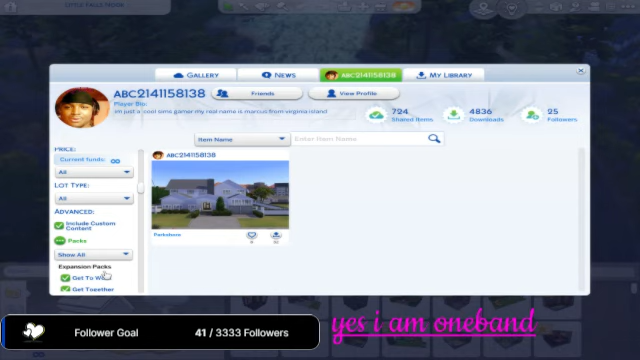 LITTLE FALLS TROON
GALLERY
NEWS
ABC2141158138
MY LIBRARY
ABC2141158138
Friends
View Profile
Player Bio:
im just a cool sims gamer my real name is marcus from virginia island
724
Shared Items
4836
Downloads
25
Followers
Item Name
Enter Item Name
PRICE:
Current funds: ∞
All
LOT TYPE:
All
ADVANCED:
Include Custom
Content
Packs
Show All
Expansion Packs
Get To W
Get Together
ABC2141158138
Follower Goal
41 / 3333 Followers
yes i am oneband